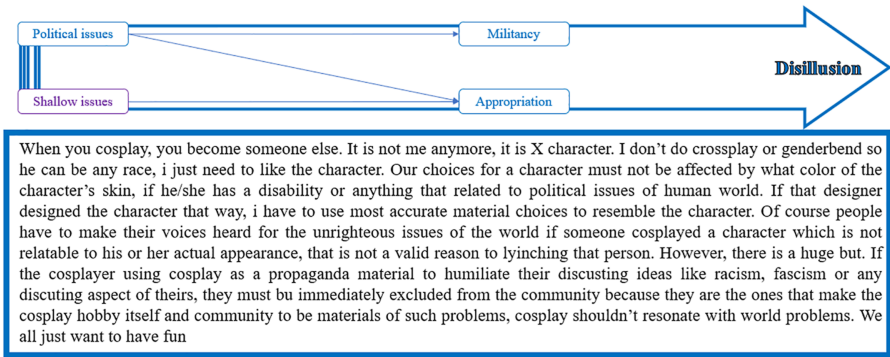 Political issues
Militancy
Disillusion
Shallow issues
Appropriation
When you cosplay, you become someone else. It is not me anymore, it is X character. I don't do crossplay or genderbend so
he can be any race, i just need to like the character. Our choices for a character must not be affected by what color of the
character's skin, if he/she has a disability or anything that related to political issues of human world. If that designer
designed the character that way, i have to use most accurate material choices to resemble the character. Of course people
have to make their voices heard for the unrighteous issues of the world if someone cosplayed a character which is not
relatable to his or her actual appearance, that is not a valid reason to lyinching that person. However, there is a huge but. If
the cosplayer using cosplay as a propaganda material to humiliate their discusting ideas like racism, fascism or any
discuting aspect of theirs, they must bu immediately excluded from the community because they are the ones that make the
cosplay hobby itself and community to be materials of such problems, cosplay shouldn't resonate with world problems. We
all just want to have fun